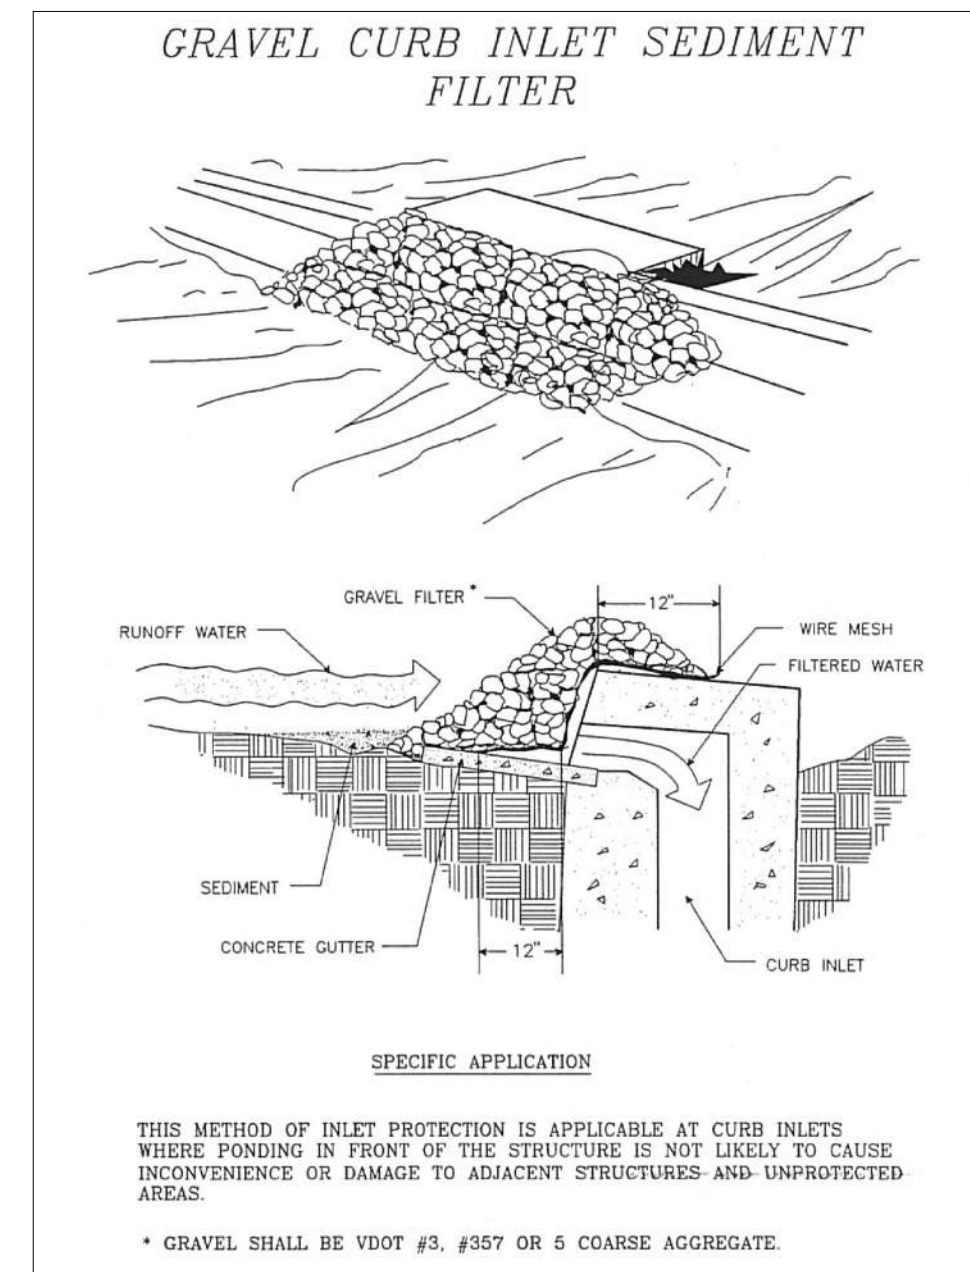 GRAVEL CURB INLET SEDIMENT
FILTER
GRAVEL FILTER*
12"
RUNOFF WATER
WIRE MESH
FILTERED WATER
SEDIMENT
CONCRETE GUTTER
12"
CURB INLET
SPECIFIC APPLICATION
THIS METHOD OF INLET PROTECTION IS APPLICABLE AT CURB INLETS
WHERE PONDING IN FRONT OF THE STRUCTURE IS NOT LIKELY TO CAUSE
INCONVENIENCE OR DAMAGE TO ADJACENT STRUCTURES AND UNPROTECTED
AREAS.
* GRAVEL SHALL BE VDOT #3, #357 OR 5 COARSE AGGREGATE.